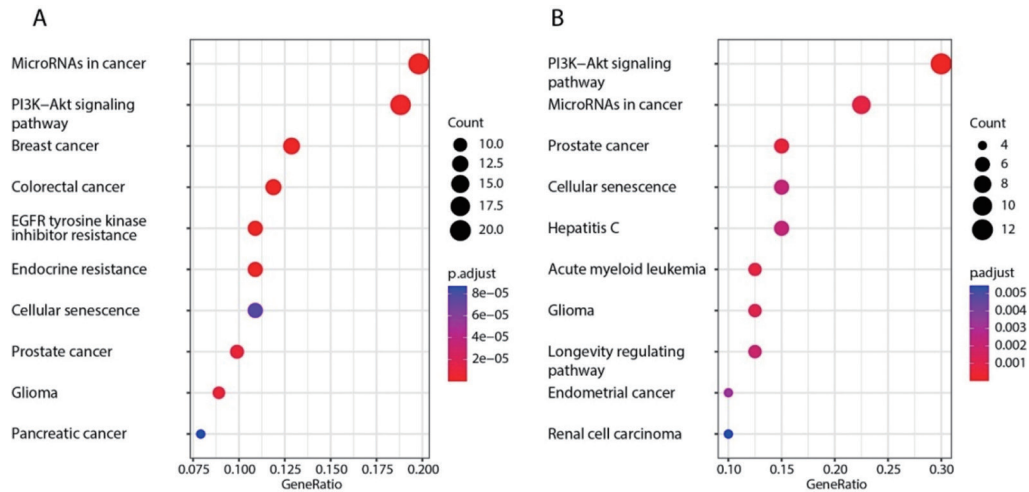 A
MicroRNAs in cancer
PI3K−Akt signaling
pathway
Breast cancer
Colorectal cancer
EGFR tyrosine kinase
inhibitor resistance
Endocrine resistance
Cellular senescence
Prostate cancer
Glioma
Pancreatic cancer
0.075 0.100 0.125 0.150 0.175 0.200
GeneRatio
Count
10.0
12.5
15.0
17.5
20.0
p.adjust
8e−05
6e−05
4e−05
2e−05
B
PI3K−Akt signaling
pathway
MicroRNAs in cancer
Prostate cancer
Cellular senescence
Hepatitis C
Acute myeloid leukemia
Glioma
Longevity regulating
pathway
Endometrial cancer
Renal cell carcinoma
0.10 0.15 0.20 0.25 0.30
GeneRatio
Count
4
6
8
10
12
p.adjust
0.005
0.004
0.003
0.002
0.001